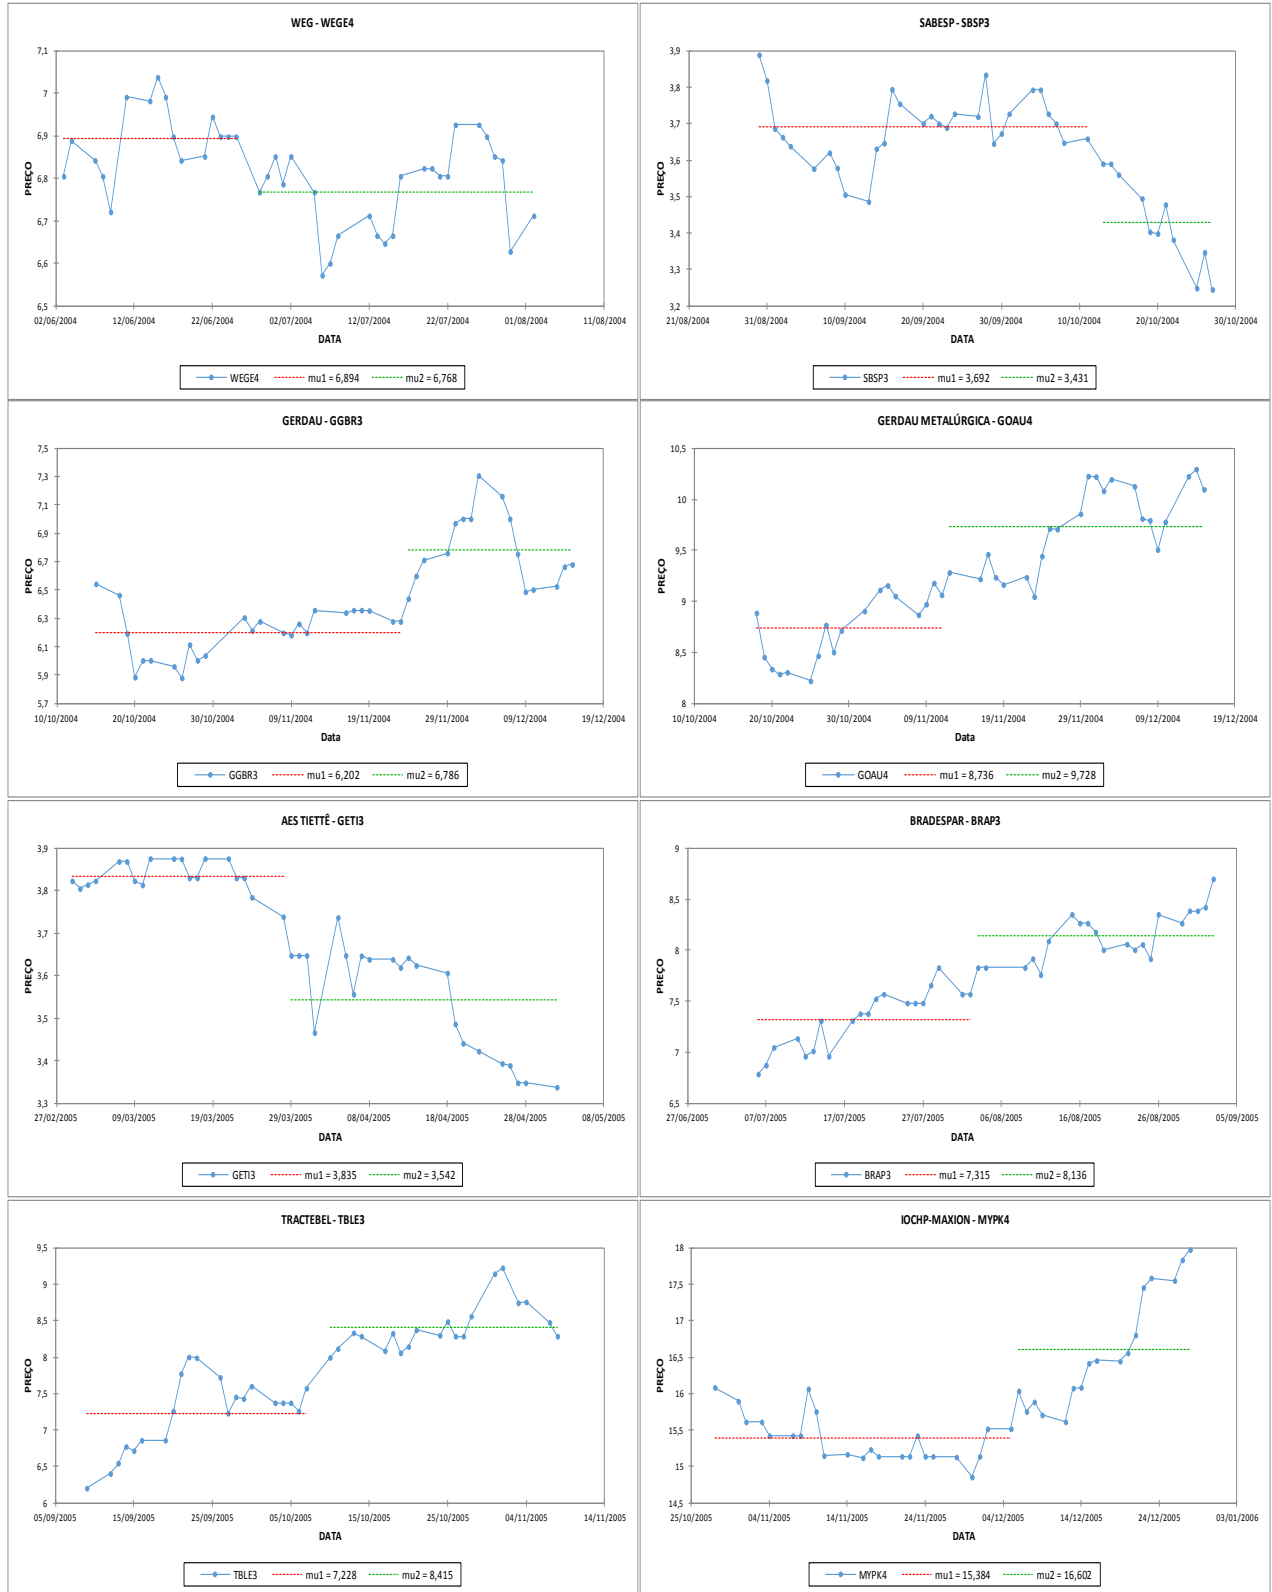 WEG - WEGE4
PREÇO
7,1
7
6,9
6,8
6,7
6,6
6,5
02/06/2004 12/06/2004 22/06/2004 02/07/2004 12/07/2004 22/07/2004 01/08/2004 11/08/2004
DATA
WEGE4 mu1 = 6,894 mu2 = 6,768
SABESP - SBSP3
PREÇO
3,9
3,8
3,7
3,6
3,5
3,4
3,3
3,2
21/08/2004 31/08/2004 10/09/2004 20/09/2004 30/09/2004 10/10/2004 20/10/2004 30/10/2004
DATA
SBSP3 mu1 = 3,692 mu2 = 3,431
GERDAU - GGBR3
PREÇO
7,5
7,3
7,1
6,9
6,7
6,5
6,3
6,1
5,9
5,7
10/10/2004 20/10/2004 30/10/2004 09/11/2004 19/11/2004 29/11/2004 09/12/2004 19/12/2004
Data
GGBR3 mu1 = 6,202 mu2 = 6,786
GERDAU METALÚRGICA - GOAU4
PREÇO
10,5
10
9,5
9
8,5
8
10/10/2004 20/10/2004 30/10/2004 09/11/2004 19/11/2004 29/11/2004 09/12/2004 19/12/2004
Data
GOAU4 mu1 = 8,736 mu2 = 9,728
AES TIETTÊ - GETI3
PREÇO
3,9
3,8
3,7
3,6
3,5
3,4
3,3
27/02/2005 09/03/2005 19/03/2005 29/03/2005 08/04/2005 18/04/2005 28/04/2005 08/05/2005
DATA
GETI3 mu1 = 3,835 mu2 = 3,542
BRADESPAR - BRAP3
PREÇO
9
8,5
8
7,5
7
6,5
27/06/2005 07/07/2005 17/07/2005 27/07/2005 06/08/2005 16/08/2005 26/08/2005 05/09/2005
DATA
BRAP3 mu1 = 7,315 mu2 = 8,136
TRACTEBEL - TBLE3
PREÇO
9,5
9
8,5
8
7,5
7
6,5
6
05/09/2005 15/09/2005 25/09/2005 05/10/2005 15/10/2005 25/10/2005 04/11/2005 14/11/2005
DATA
TBLE3 mu1 = 7,228 mu2 = 8,415
IOCHP-MAXION - MYPK4
PREÇO
18
17,5
17
16,5
16
15,5
15
14,5
25/10/2005 04/11/2005 14/11/2005 24/11/2005 04/12/2005 14/12/2005 24/12/2005 03/01/2006
DATA
MYPK4 mu1 = 15,384 mu2 = 16,602